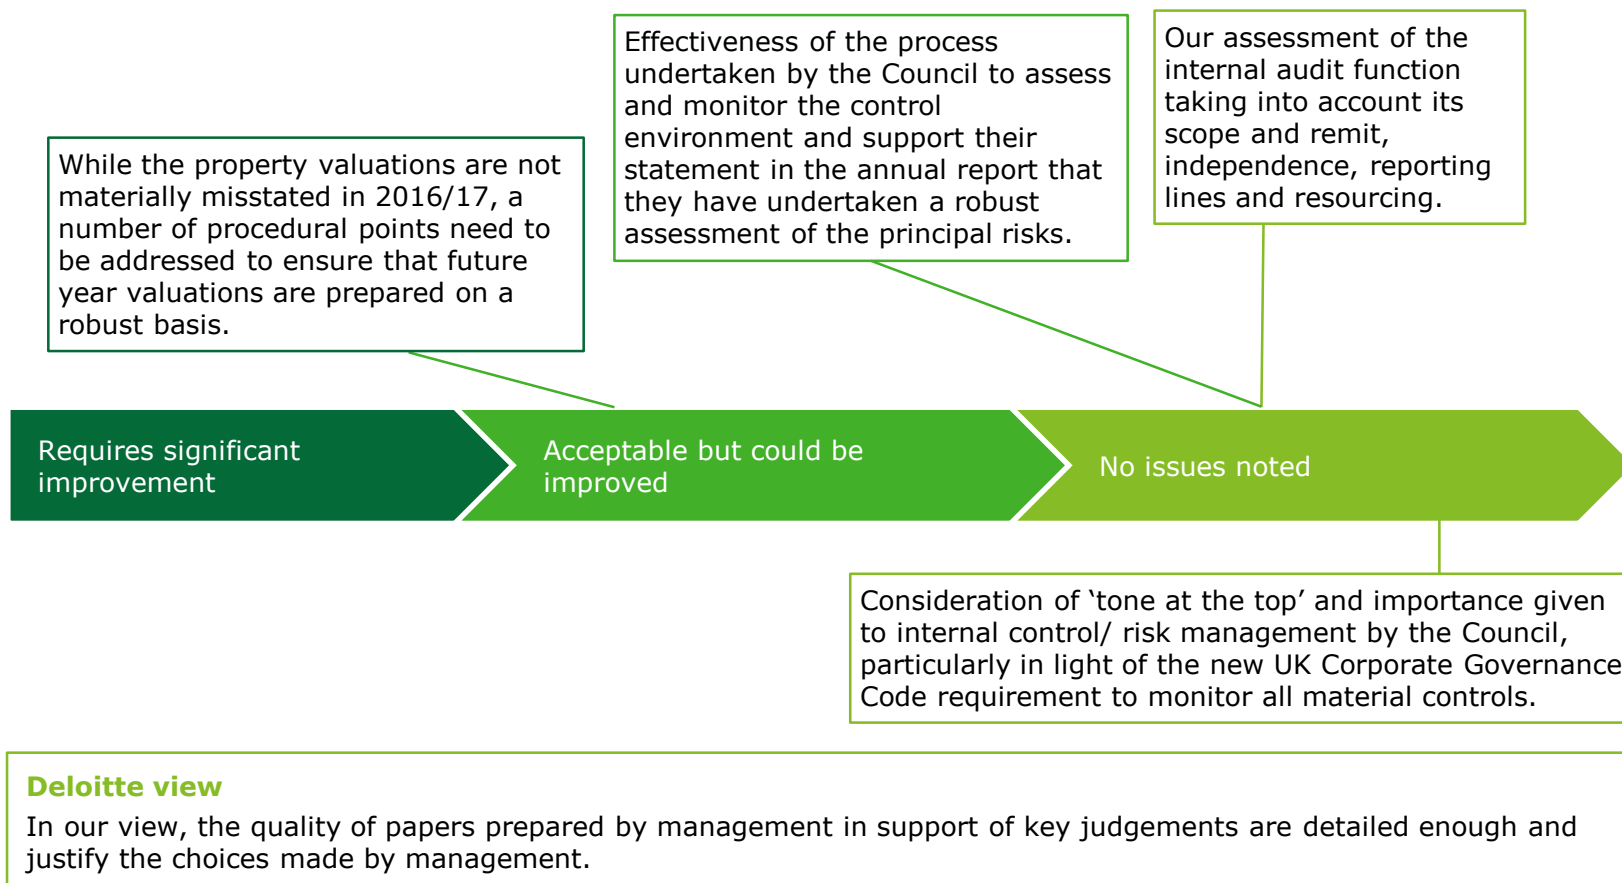 While the property valuations are not
materially misstated in 2016/17, a
number of procedural points need to
be addressed to ensure that future
year valuations are prepared on a
robust basis.
Effectiveness of the process
undertaken by the Council to assess
and monitor the control
environment and support their
statement in the annual report that
they have undertaken a robust
assessment of the principal risks.
Our assessment of the
internal audit function
taking into account its
scope and remit,
independence, reporting
lines and resourcing.
Requires significant
improvement
Acceptable but could be
improved
No issues noted
Consideration of ‘tone at the top’ and importance given
to internal control/ risk management by the Council,
particularly in light of the new UK Corporate Governance
Code requirement to monitor all material controls.
Deloitte view
In our view, the quality of papers prepared by management in support of key judgements are detailed enough and
justify the choices made by management.